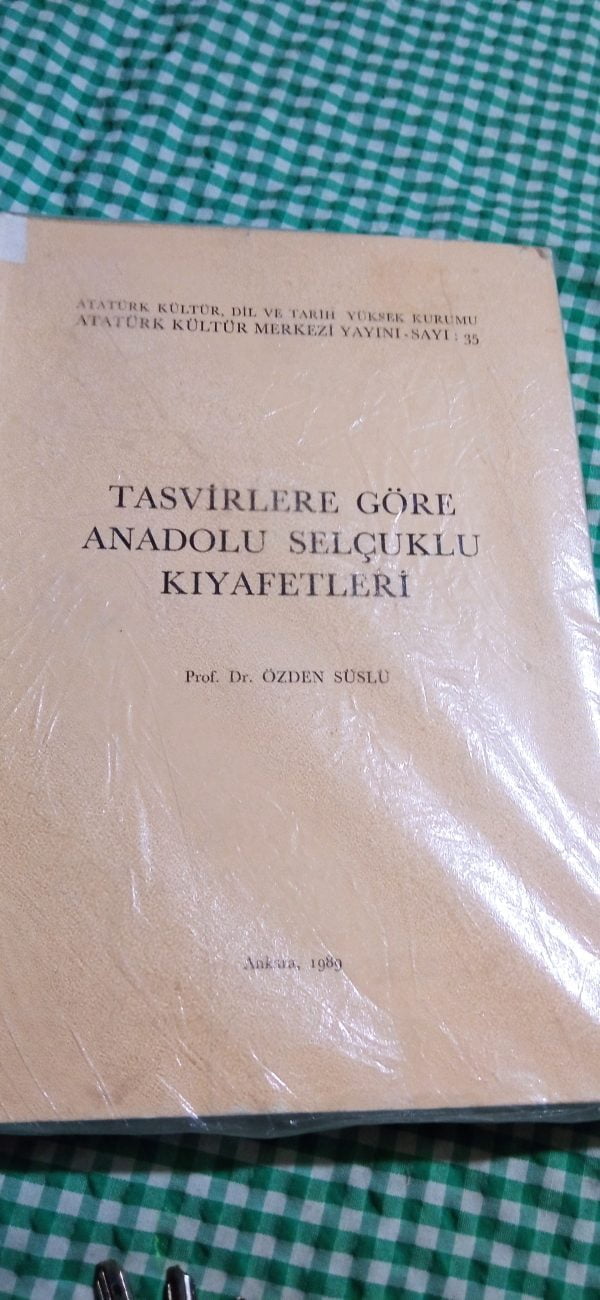 ATATÜRK KÜLTÜR, DİL VE TARİH YÜKSEK KURUMU
ATATÜRK KÜLTÜR MERKEZİ YAYINI - SAYI : 35
TASVİRLERE GÖRE
ANADOLU SELÇUKLU
KIYAFETLERİ
Prof. Dr. ÖZDEN SÜSLÜ
Ankara, 1989